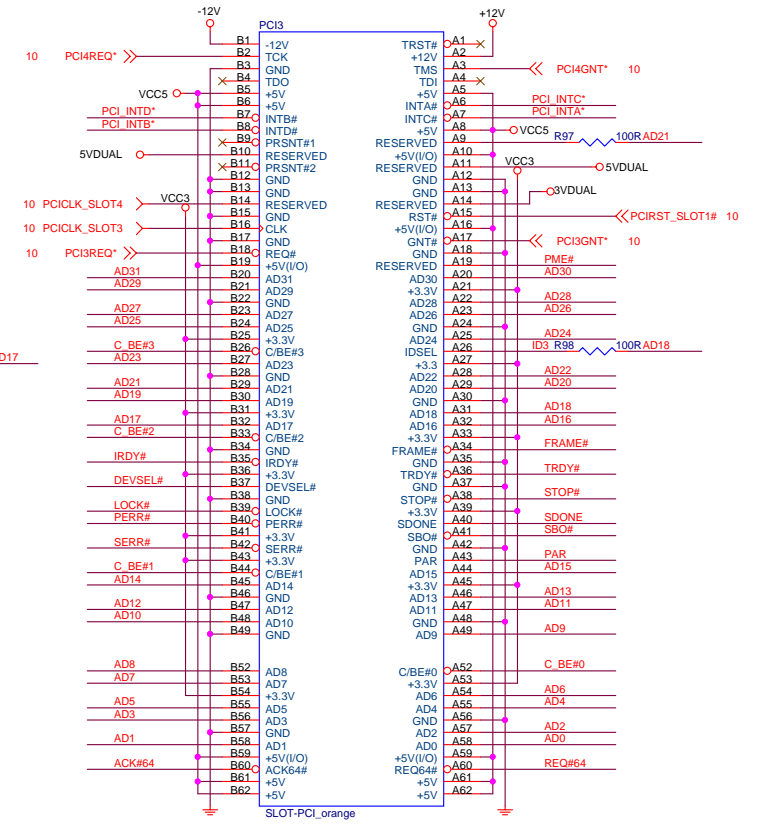 -12V
+12V
PCI3
B1 -12V TRST# A1
10 PCI4REQ* B2 TCK +12V A2
B3 GND TMS A3 PCI4GNT* 10
B4 TDO TDI A4
VCC5 B5 +5V +5V A5
B6 +5V INTA# A6 PCI_INTC*
PCI_INTD* B7 INTB# INTC# A7 PCI_INTA*
PCI_INTB* B8 INTD# +5V A8 VCC5
B9 PRSNT#1 RESERVED A9 R97 100R AD21
5VDUAL B10 RESERVED +5V(I/O) A10
B11 PRSNT#2 RESERVED A11 VCC3 5VDUAL
B12 GND GND A12
B13 GND GND A13
10 PCICLK_SLOT4 VCC3 B14 RESERVED RESERVED A14 3VDUAL
B15 GND RST# A15 PCIRST_SLOT1# 10
10 PCICLK_SLOT3 B16 CLK +5V(I/O) A16
B17 GND GNT# A17 PCI3GNT* 10
10 PCI3REQ* B18 REQ# GND A18
B19 +5V(I/O) RESERVED A19 PME#
AD31 B20 AD31 AD30 A20 AD30
AD29 B21 AD29 +3.3V A21
B22 GND AD28 A22 AD28
AD27 B23 AD27 AD26 A23 AD26
AD25 B24 AD25 GND A24
B25 +3.3V AD24 A25 AD24
C_BE#3 B26 C/BE#3 IDSEL A26 ID3 R98 100R AD18
D17 AD23 B27 AD23 +3.3 A27
B28 GND AD22 A28 AD22
AD21 B29 AD21 AD20 A29 AD20
AD19 B30 AD19 GND A30
B31 +3.3V AD18 A31 AD18
AD17 B32 AD17 AD16 A32 AD16
C_BE#2 B33 C/BE#2 +3.3V A33
B34 GND FRAME# A34 FRAME#
IRDY# B35 IRDY# GND A35
B36 +3.3V TRDY# A36 TRDY#
DEVSEL# B37 DEVSEL# GND A37
B38 GND STOP# A38 STOP#
LOCK# B39 LOCK# +3.3V A39
PERR# B40 PERR# SDONE A40 SDONE
B41 +3.3V SBO# A41 SBO#
SERR# B42 SERR# GND A42
B43 +3.3V PAR A43 PAR
C_BE#1 B44 C/BE#1 AD15 A44 AD15
AD14 B45 AD14 +3.3V A45
B46 GND AD13 A46 AD13
AD12 B47 AD12 AD11 A47 AD11
AD10 B48 AD10 GND A48
B49 GND AD9 A49 AD9
AD8 B52 AD8 C/BE#0 A52 C_BE#0
AD7 B53 AD7 +3.3V A53
B54 +3.3V AD6 A54 AD6
AD5 B55 AD5 AD4 A55 AD4
AD3 B56 AD3 GND A56
B57 GND AD2 A57 AD2
AD1 B58 AD1 AD0 A58 AD0
B59 +5V(I/O) +5V(I/O) A59
ACK#64 B60 ACK64# REQ64# A60 REQ#64
B61 +5V +5V A61
B62 +5V +5V A62
SLOT-PCI_orange